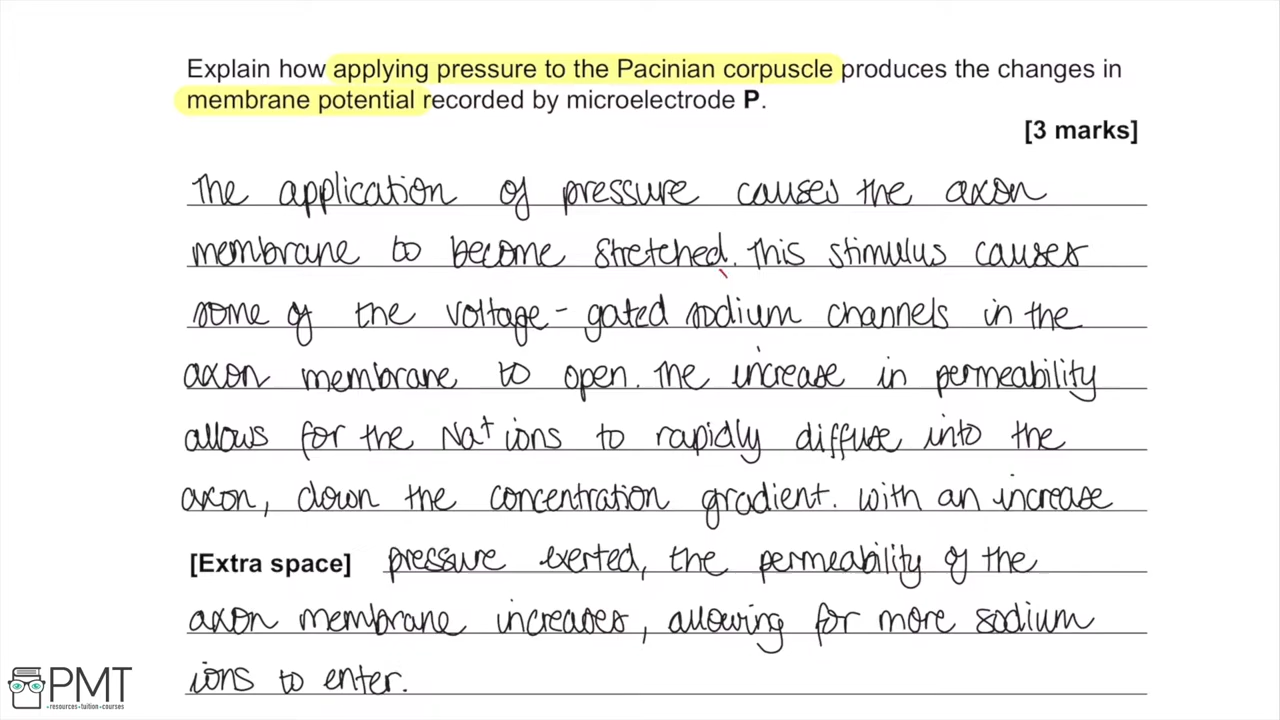 Explain how applying pressure to the Pacinian corpuscle produces the changes in
membrane potential recorded by microelectrode P.
[3 marks]
The application of pressure causes the axon
membrane to become stretched. This stimulus causes
some of the voltage-gated sodium channels in the
axon membrane to open. The increase in permeability
allows for the Na+ ions to rapidly diffuse into the
axon, down the concentration gradient. With an increase
[Extra space] pressure exerted, the permeability of the
axon membrane increases, allowing for more sodium
ions to enter.
PMT
•resources•tuition•courses